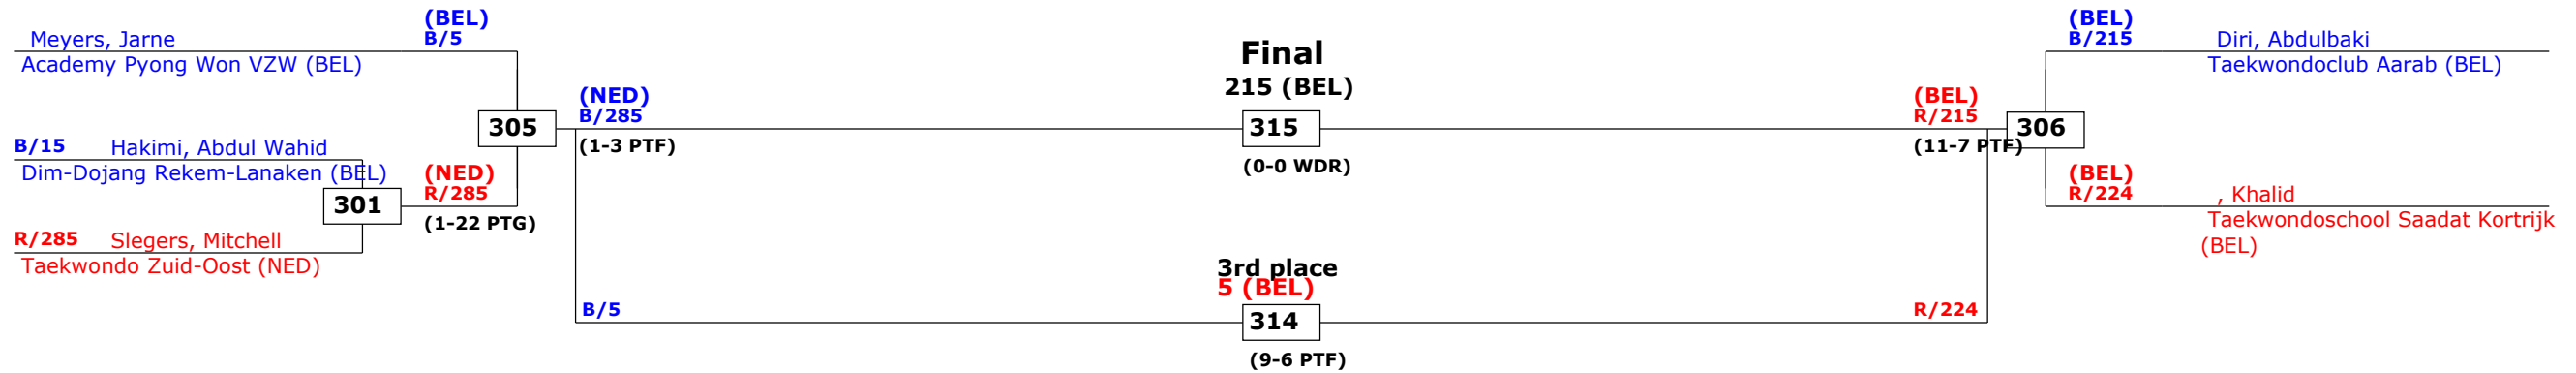 (BEL)
B/5
Meyers, Jarne
Academy Pyong Won VZW (BEL)
B/15 Hakimi, Abdul Wahid
Dim-Dojang Rekem-Lanaken (BEL)
301
R/285 Slegers, Mitchell
Taekwondo Zuid-Oost (NED)
(NED)
R/285
(1-22 PTG)
305
(NED)
B/285
(1-3 PTF)
Final
215 (BEL)
315
(0-0 WDR)
3rd place
5 (BEL)
B/5
314
R/224
(9-6 PTF)
(BEL)
R/215
(11-7 PTF)
306
(BEL)
B/215
Diri, Abdulbaki
Taekwondoclub Aarab (BEL)
(BEL)
R/224
, Khalid
Taekwondoschool Saadat Kortrijk
(BEL)